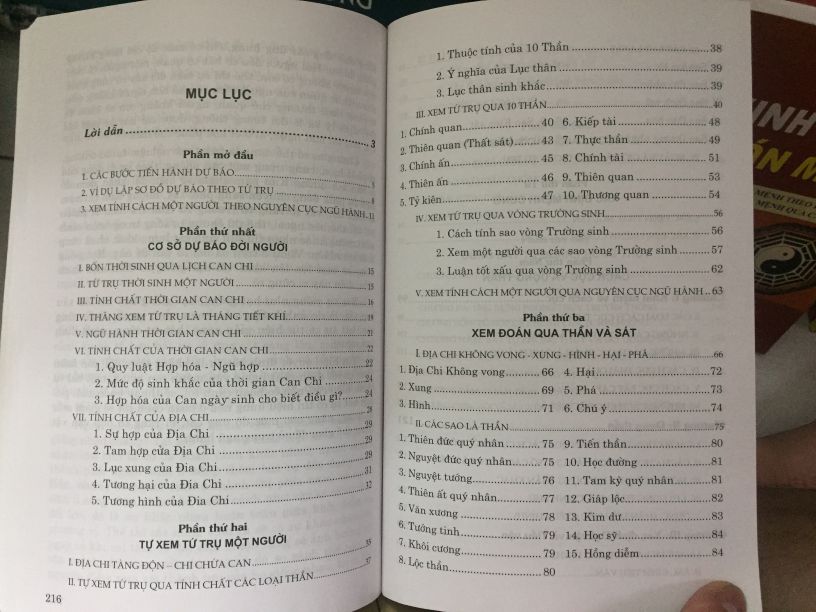 MỤC LỤC
Lời dẫn ........ 3
Phần mở đầu
1. CÁC BƯỚC TIẾN HÀNH DỰ BÁO ........ 5
2. VÍ DỤ LẬP SƠ ĐỒ DỰ BÁO THEO TỨ TRỤ ........ 8
3. XEM TÍNH CÁCH MỘT NGƯỜI THEO NGUYÊN CỤC NGŨ HÀNH .. 11
Phần thứ nhất
CƠ SỞ DỰ BÁO ĐỜI NGƯỜI
I. BỐN THỜI SINH QUA LỊCH CAN CHI ........ 15
II. TỨ TRỤ THỜI SINH MỘT NGƯỜI ........ 15
III. TÍNH CHẤT THỜI GIAN CAN CHI ........ 16
IV. THÁNG XEM TỨ TRỤ LÀ THÁNG TIẾT KHÍ ........ 19
V. NGŨ HÀNH THỜI GIAN CAN CHI ........ 21
VI. TÍNH CHẤT CỦA THỜI GIAN CAN CHI ........ 22
1. Quy luật Hợp hóa - Ngũ hợp ........ 22
2. Mức độ sinh khắc của thời gian Can Chi ........ 24
3. Hợp hóa của Can ngày sinh cho biết điều gì? ........ 24
VII. TÍNH CHẤT CỦA ĐỊA CHI ........ 28
1. Sự hợp của Địa Chi ........ 29
2. Tam hợp cửa Địa Chi ........ 29
3. Lục xung của Đia Chi ........ 29
4. Tương hại của Đia Chi ........ 31
5. Tương hình của Đia Chi ........ 32
Phần thứ hai
TỰ XEM TỨ TRỤ MỘT NGƯỜI
I. ĐỊA CHI TÀNG ĐỘN – CHI CHỨA CAN ........ 35
II. TỰ XEM TỨ TRỤ QUA TÍNH CHẤT CÁC LOẠI THẦN ........ 37
216
1. Thuộc tính của 10 Thần ........ 38
2. Ý nghĩa của Lục thân ........ 39
3. Lục thân sinh khắc ........ 39
III. XEM TỨ TRỤ QUA 10 THẦN ........ 40
1. Chính quan ........ 40 6. Kiếp tài ........ 48
2. Thiên quan (Thất sát) ........ 43 7. Thực thần ........ 49
3. Chính ấn ........ 45 8. Chính tài ........ 51
4. Thiên ấn ........ 46 9. Thiên quan ........ 53
5. Tỷ kiên ........ 47 10. Thương quan ........ 54
IV. XEM TỨ TRỤ QUA VÒNG TRƯỜNG SINH ........ 56
1. Cách tính sao vòng Trường sinh ........ 56
2. Xem một người qua các sao vòng Trường sinh ........ 57
3. Luận tốt xấu qua vòng Trường sinh ........ 62
V. XEM TÍNH CÁCH MỘT NGƯỜI QUA NGUYÊN CỤC NGŨ HÀNH .. 63
Phần thứ ba
XEM ĐOÁN QUA THẦN VÀ SÁT
I. ĐỊA CHI KHÔNG VONG - XUNG - HÌNH - HẠI - PHÁ ........ 66
1. Địa Chi Không vong ........ 66 4. Hại ........ 72
2. Xung ........ 69 5. Phá ........ 73
3. Hình ........ 71 6. Chú ý ........ 74
II. CÁC SAO LÀ THẦN ........ 75
1. Thiên đức quý nhân ........ 75 9. Tiến thần ........ 80
2. Nguyệt đức quý nhân ........ 75 10. Học đường ........ 81
3. Nguyệt tướng ........ 76 11. Tam kỳ quý nhân ........ 81
4. Thiên ất quý nhân ........ 77 12. Giáp lộc ........ 82
5. Văn xương ........ 78 13. Kim dư ........ 83
6. Tướng tinh ........ 79 14. Học sỹ ........ 84
7. Khôi cương ........ 79 15. Hồng diễm ........ 84
8. Lộc thần ........ 80
MỆNH THEO
MỆNH QUA C